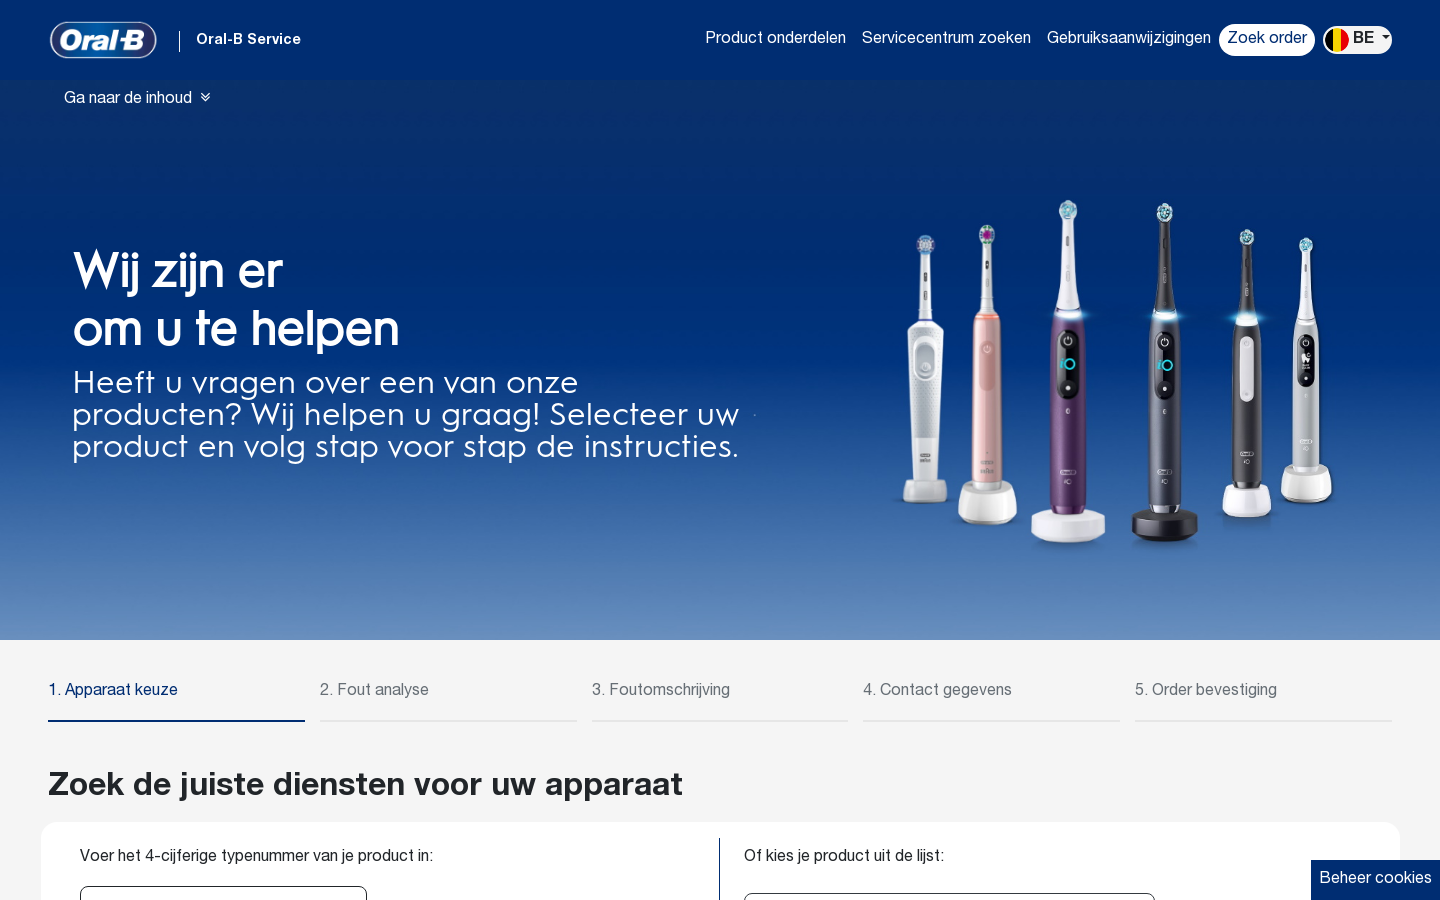 Oral-B
Oral-B Service
Product onderdelen
Servicecentrum zoeken
Gebruiksaanwijzigingen
Zoek order
BE
Ga naar de inhoud
Wij zijn er
om u te helpen
Heeft u vragen over een van onze
producten? Wij helpen u graag! Selecteer uw
product en volg stap voor stap de instructies.
1. Apparaat keuze
2. Fout analyse
3. Foutomschrijving
4. Contact gegevens
5. Order bevestiging
Zoek de juiste diensten voor uw apparaat
Voer het 4-cijferige typenummer van je product in:
Of kies je product uit de lijst:
Beheer cookies